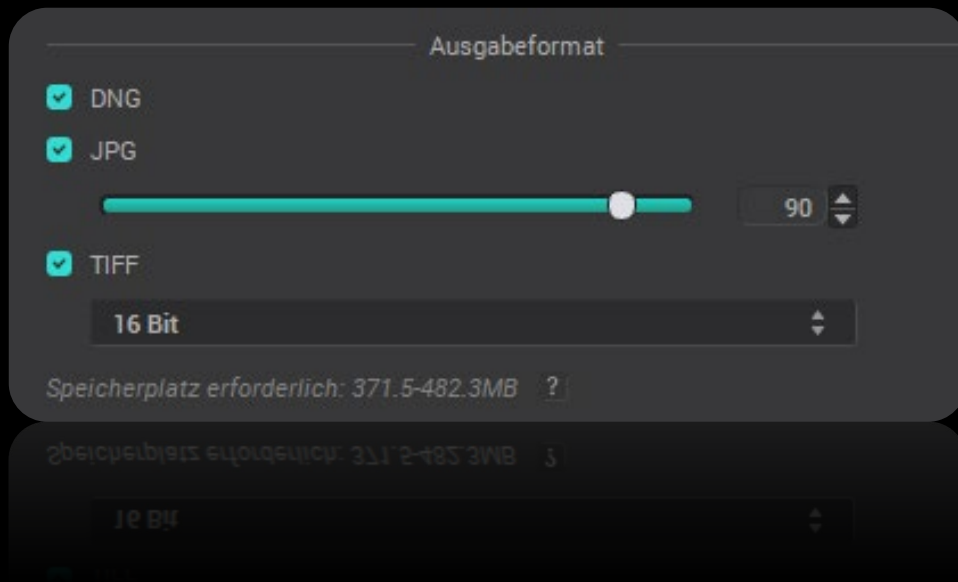 Ausgabeformat
DNG
JPG
90
TIFF
16 Bit
Speicherplatz erforderlich: 371.5-482.3MB ?